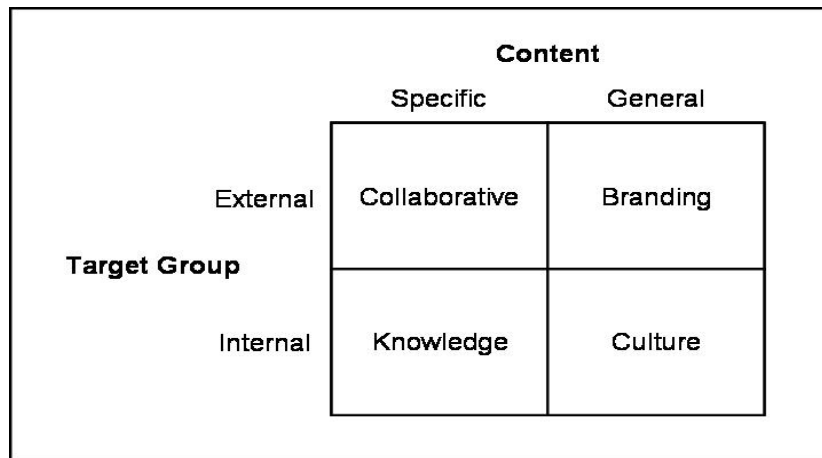 Content
Specific General
External Collaborative Branding
Target Group
Internal Knowledge Culture